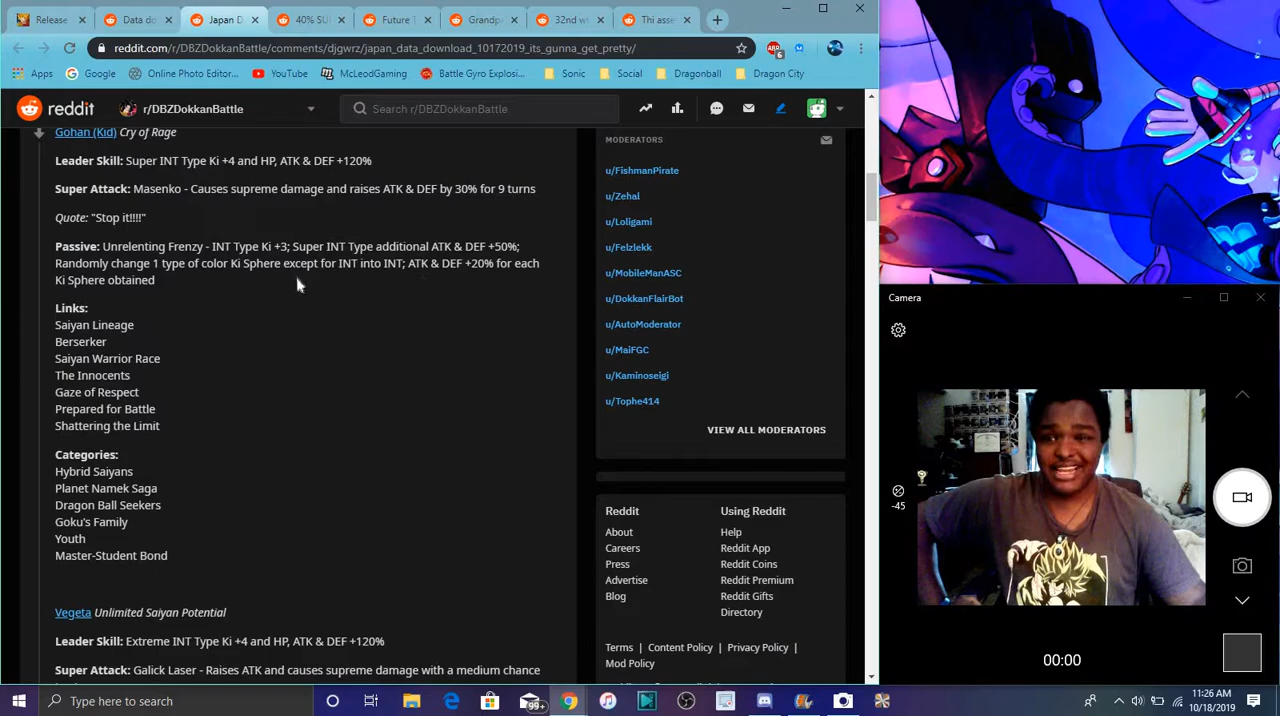 Release
Data do
Japan D
40% SU
Future T
Grandpa
32nd w
Thi asse
reddit.com/r/DBZDokkanBattle/comments/djgwrz/japan_data_download_10172019_its_gunna_get_pretty/
Apps
Google
Online Photo Editor...
YouTube
McLeodGaming
Battle Gyro Explosi...
Sonic
Social
Dragonball
Dragon City
reddit
r/DBZDokkanBattle
Search r/DBZDokkanBattle
Gohan (Kid) Cry of Rage
Leader Skill: Super INT Type Ki +4 and HP, ATK & DEF +120%
Super Attack: Masenko - Causes supreme damage and raises ATK & DEF by 30% for 9 turns
Quote: "Stop it!!!!"
Passive: Unrelenting Frenzy - INT Type Ki +3; Super INT Type additional ATK & DEF +50%;
Randomly change 1 type of color Ki Sphere except for INT into INT; ATK & DEF +20% for each
Ki Sphere obtained
Links:
Saiyan Lineage
Berserker
Saiyan Warrior Race
The Innocents
Gaze of Respect
Prepared for Battle
Shattering the Limit
Categories:
Hybrid Saiyans
Planet Namek Saga
Dragon Ball Seekers
Goku's Family
Youth
Master-Student Bond
Vegeta Unlimited Saiyan Potential
Leader Skill: Extreme INT Type Ki +4 and HP, ATK & DEF +120%
Super Attack: Galick Laser - Raises ATK and causes supreme damage with a medium chance
MODERATORS
u/FishmanPirate
u/Zehal
u/Loligami
u/Felzlekk
u/MobileManASC
u/DokkanFlairBot
u/AutoModerator
u/MaiFGC
u/Kaminoseigi
u/Tophe414
VIEW ALL MODERATORS
Reddit
Using Reddit
About
Help
Careers
Reddit App
Press
Reddit Coins
Advertise
Reddit Premium
Blog
Reddit Gifts
Directory
Terms | Content Policy | Privacy Policy |
Mod Policy
Camera
-45
00:00
Type here to search
99+
11:26 AM
10/18/2019